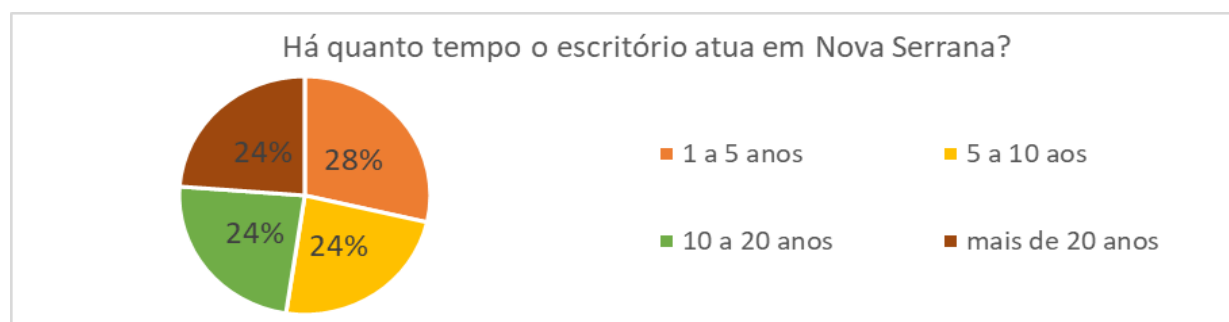 Há quanto tempo o escritório atua em Nova Serrana?
24% 28%
24% 24%
1 a 5 anos 5 a 10 aos
10 a 20 anos mais de 20 anos